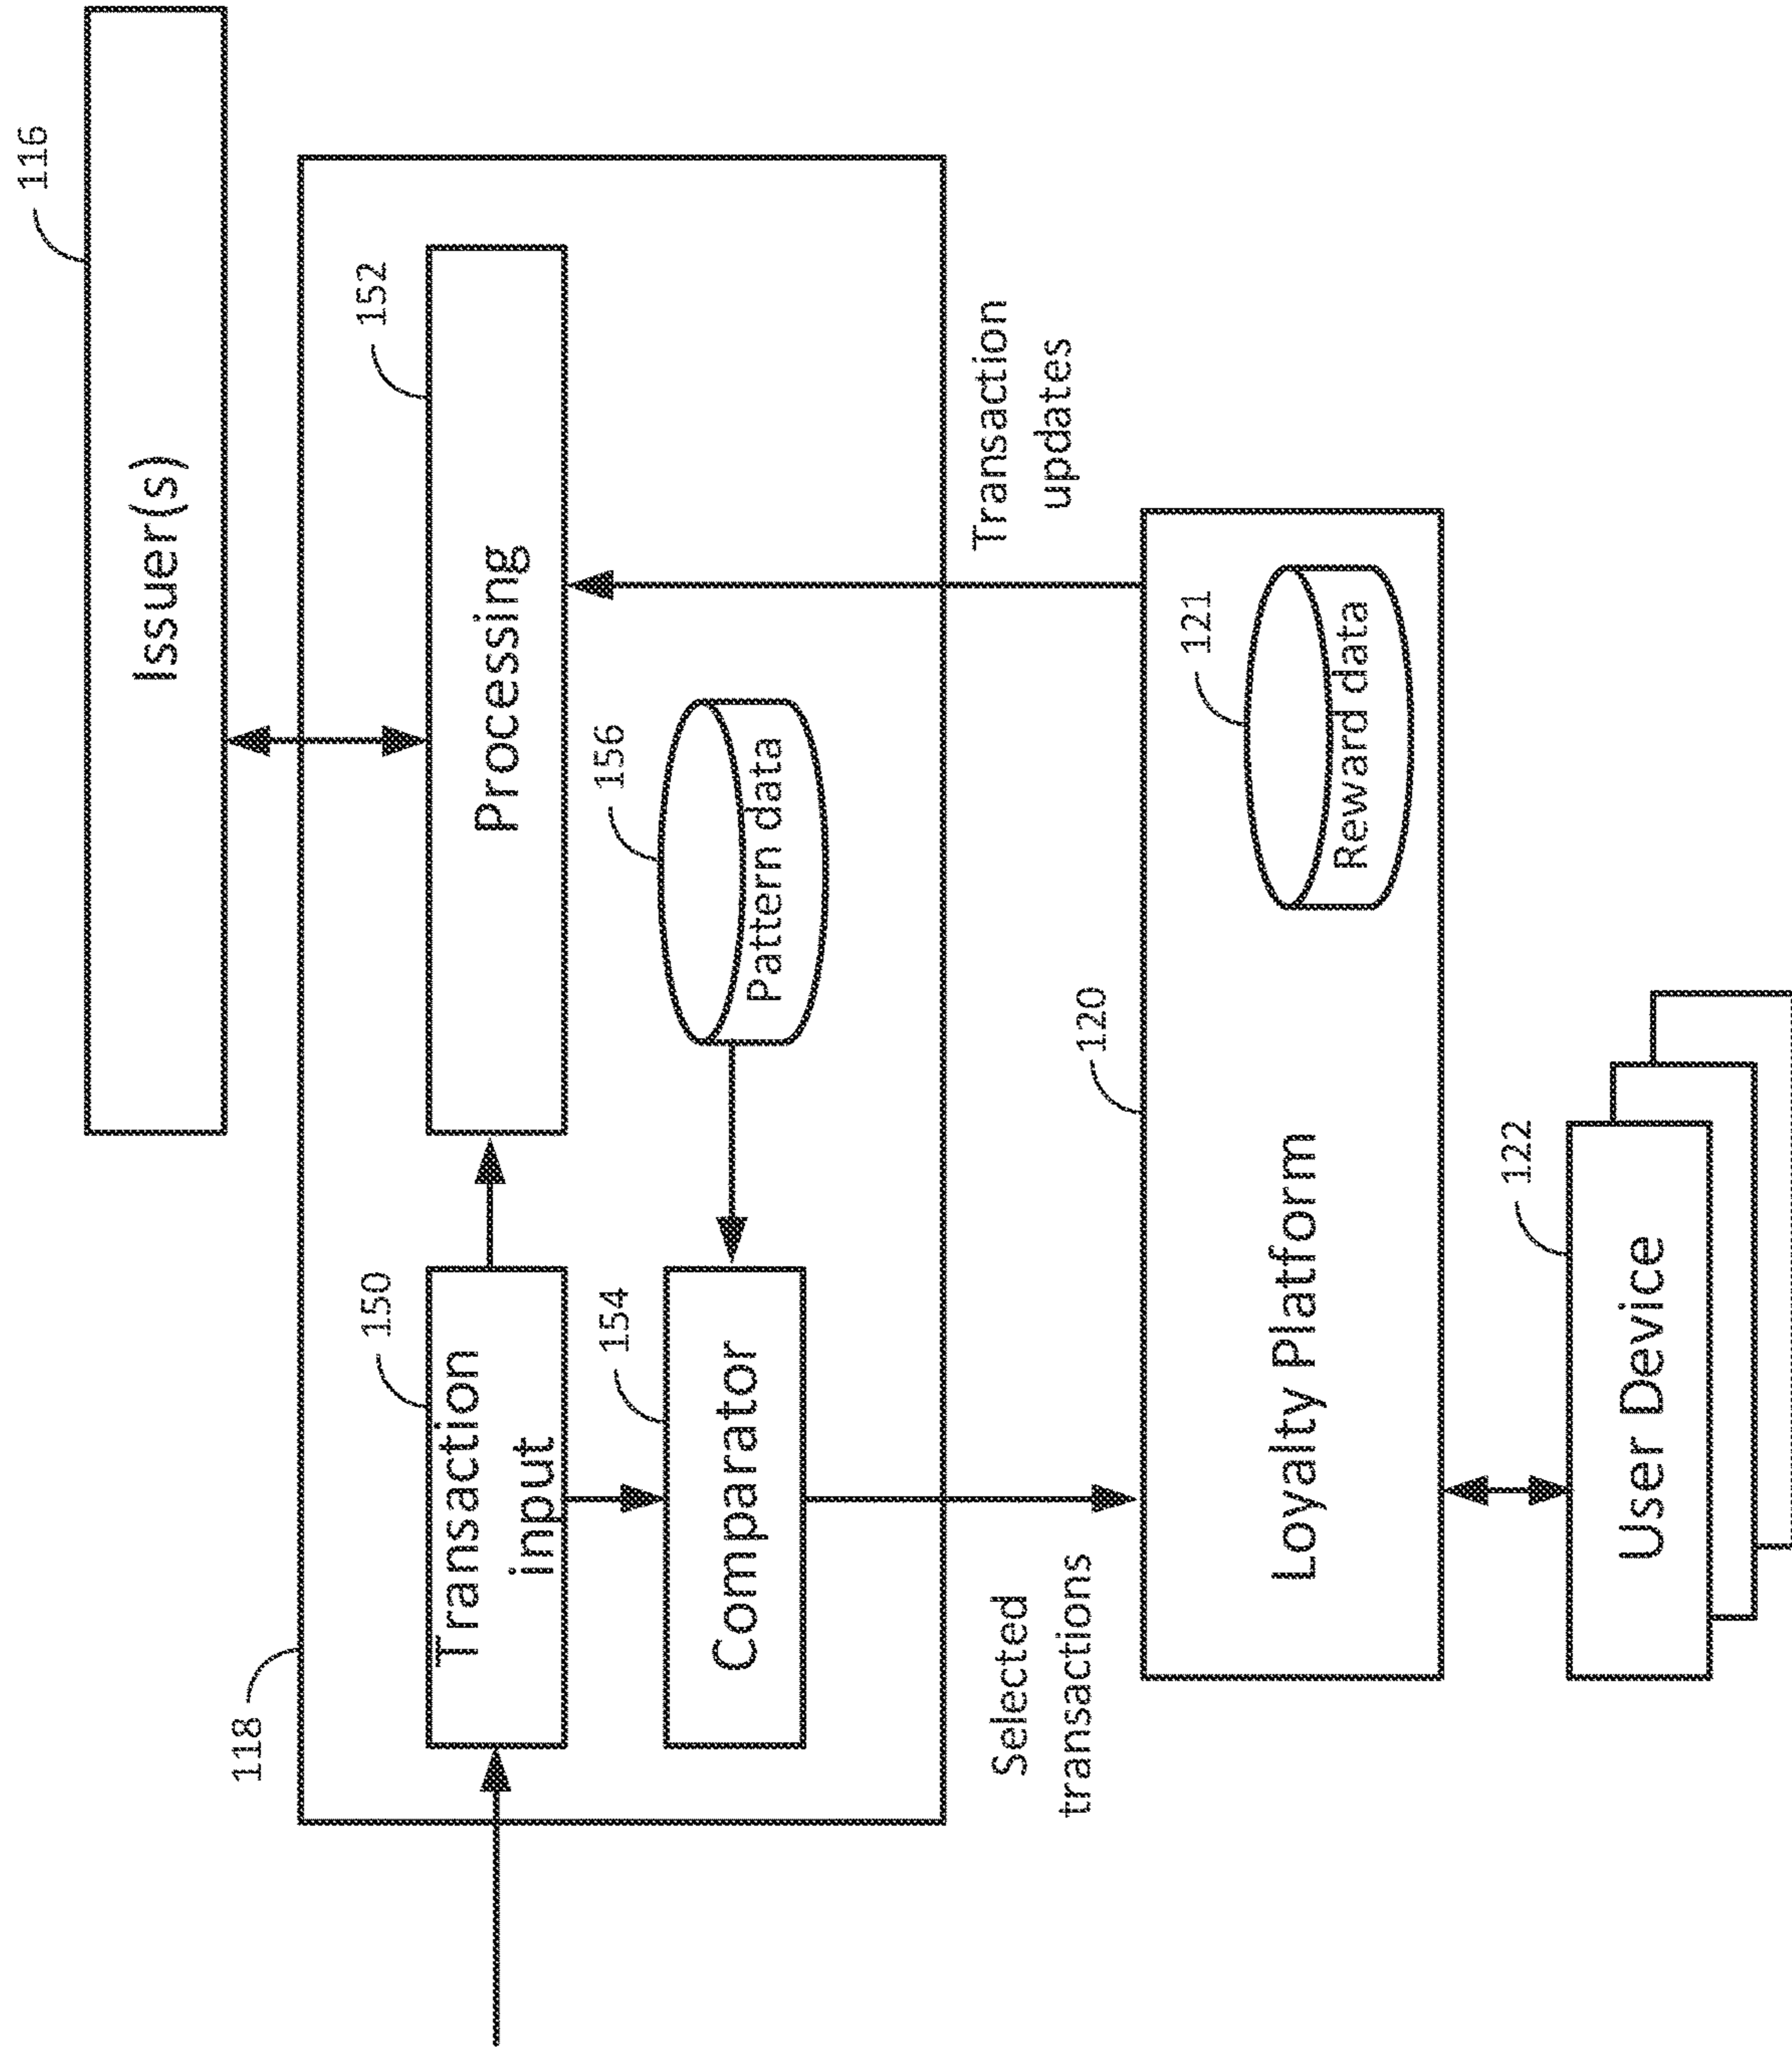 116
Issuer(s)
118
150
Transaction
input
152
Processing
154
Comparator
156
Pattern data
Selected
transactions
Transaction
updates
120
Loyalty Platform
121
Reward data
122
User Device